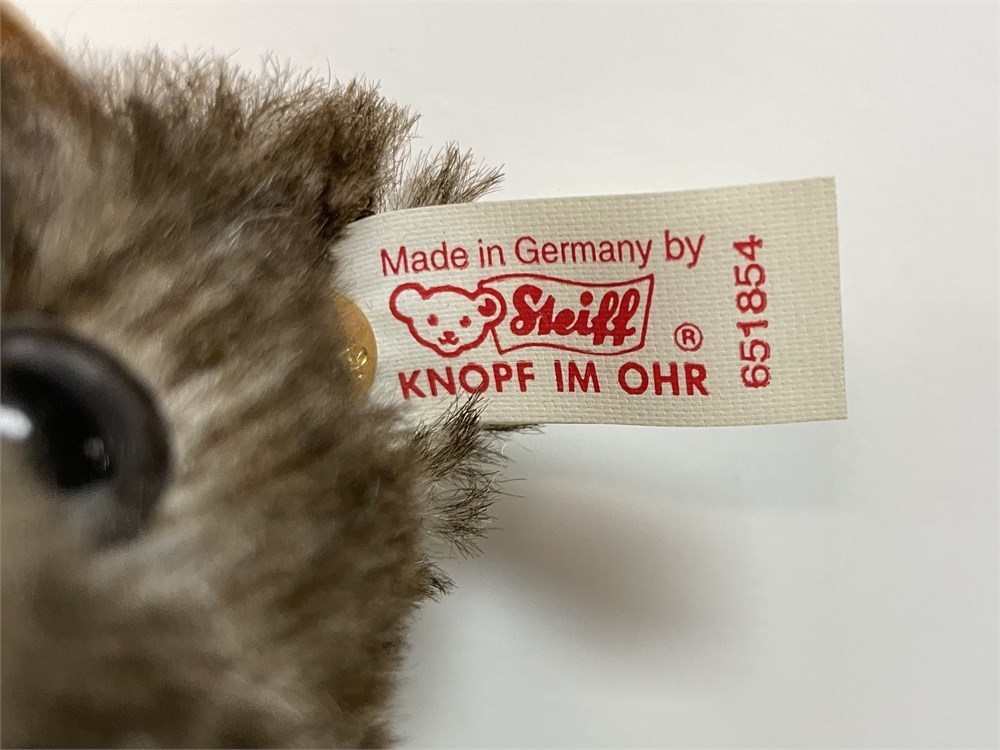 Made in Germany by
Steiff ®
KNOPF IM OHR
651854